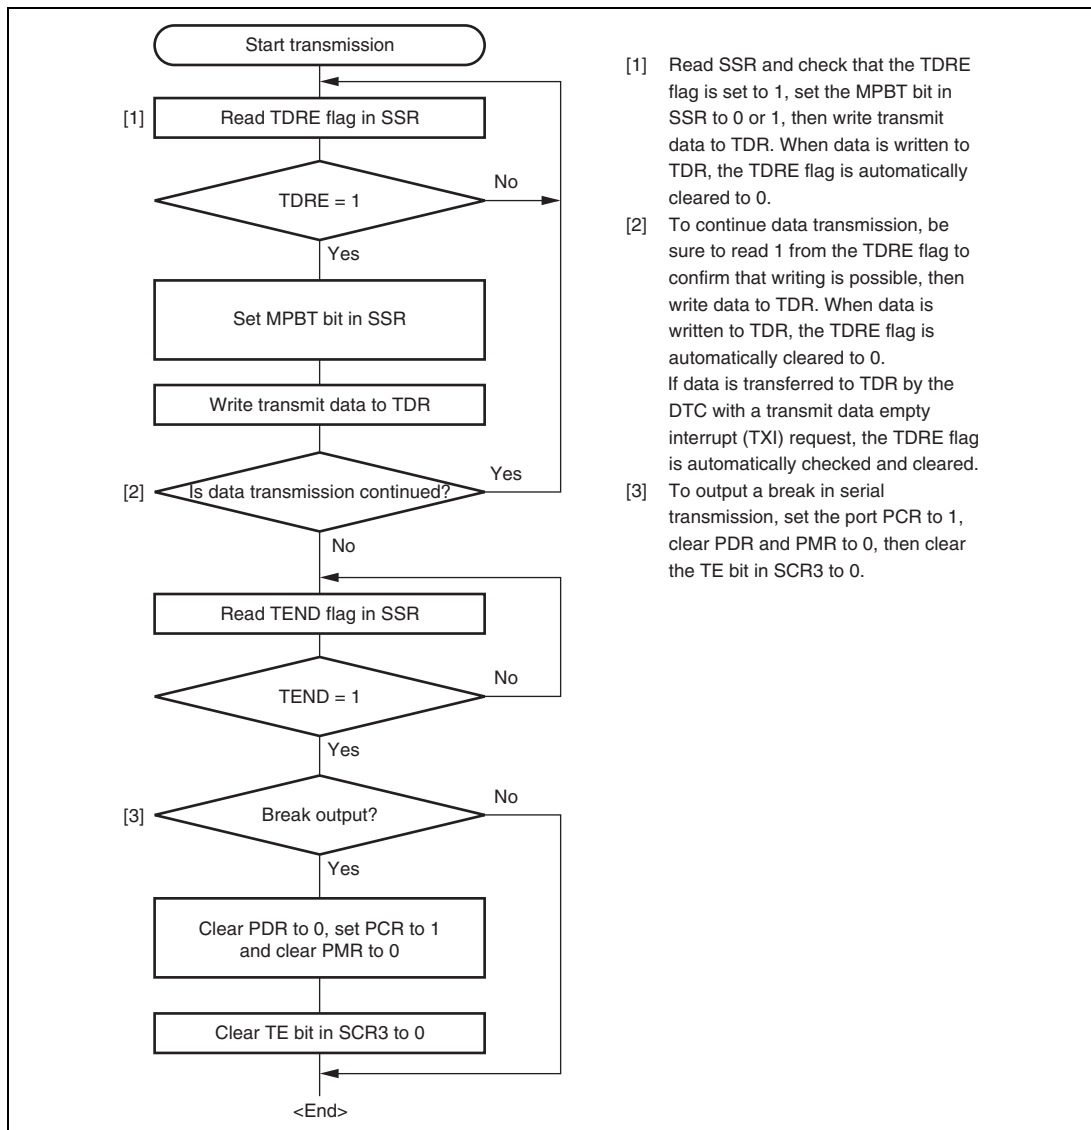 Start transmission
[1]
Read TDRE flag in SSR
TDRE = 1
No
Yes
Set MPBT bit in SSR
Write transmit data to TDR
[2]
Is data transmission continued?
Yes
No
Read TEND flag in SSR
TEND = 1
No
Yes
[3]
Break output?
No
Yes
Clear PDR to 0, set PCR to 1
and clear PMR to 0
Clear TE bit in SCR3 to 0
<End>
[1] Read SSR and check that the TDRE
flag is set to 1, set the MPBT bit in
SSR to 0 or 1, then write transmit
data to TDR. When data is written to
TDR, the TDRE flag is automatically
cleared to 0.
[2] To continue data transmission, be
sure to read 1 from the TDRE flag to
confirm that writing is possible, then
write data to TDR. When data is
written to TDR, the TDRE flag is
automatically cleared to 0.
If data is transferred to TDR by the
DTC with a transmit data empty
interrupt (TXI) request, the TDRE flag
is automatically checked and cleared.
[3] To output a break in serial
transmission, set the port PCR to 1,
clear PDR and PMR to 0, then clear
the TE bit in SCR3 to 0.